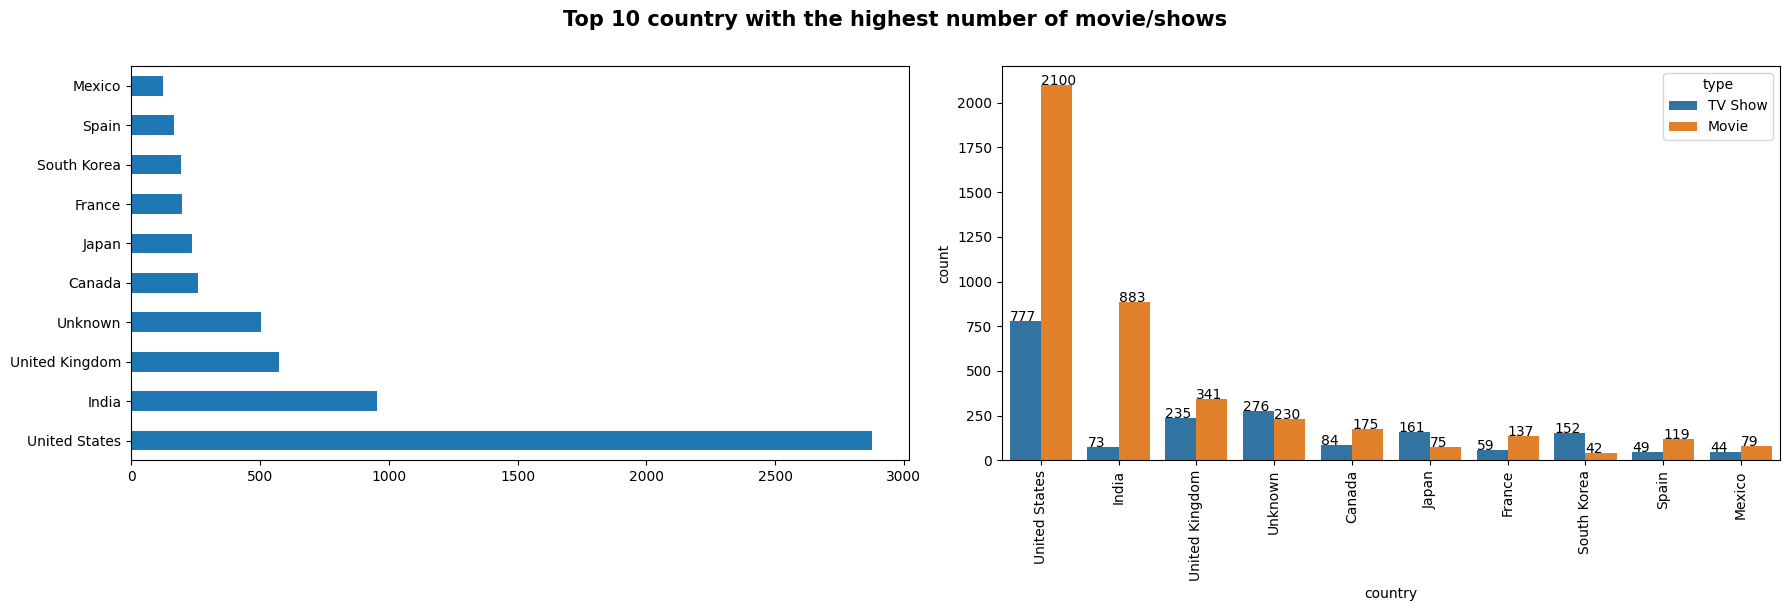 Top 10 country with the highest number of movie/shows
Mexico
Spain
South Korea
France
Japan
Canada
Unknown
United Kingdom
India
United States
0 500 1000 1500 2000 2500 3000
type
TV Show
Movie
count
2000
1750
1500
1250
1000
750
500
250
0
777 2100
73 883
235 341
276 230
84 175
161 75
59 137
152 42
49 119
44 79
United States
India
United Kingdom
Unknown
Canada
Japan
France
South Korea
Spain
Mexico
country